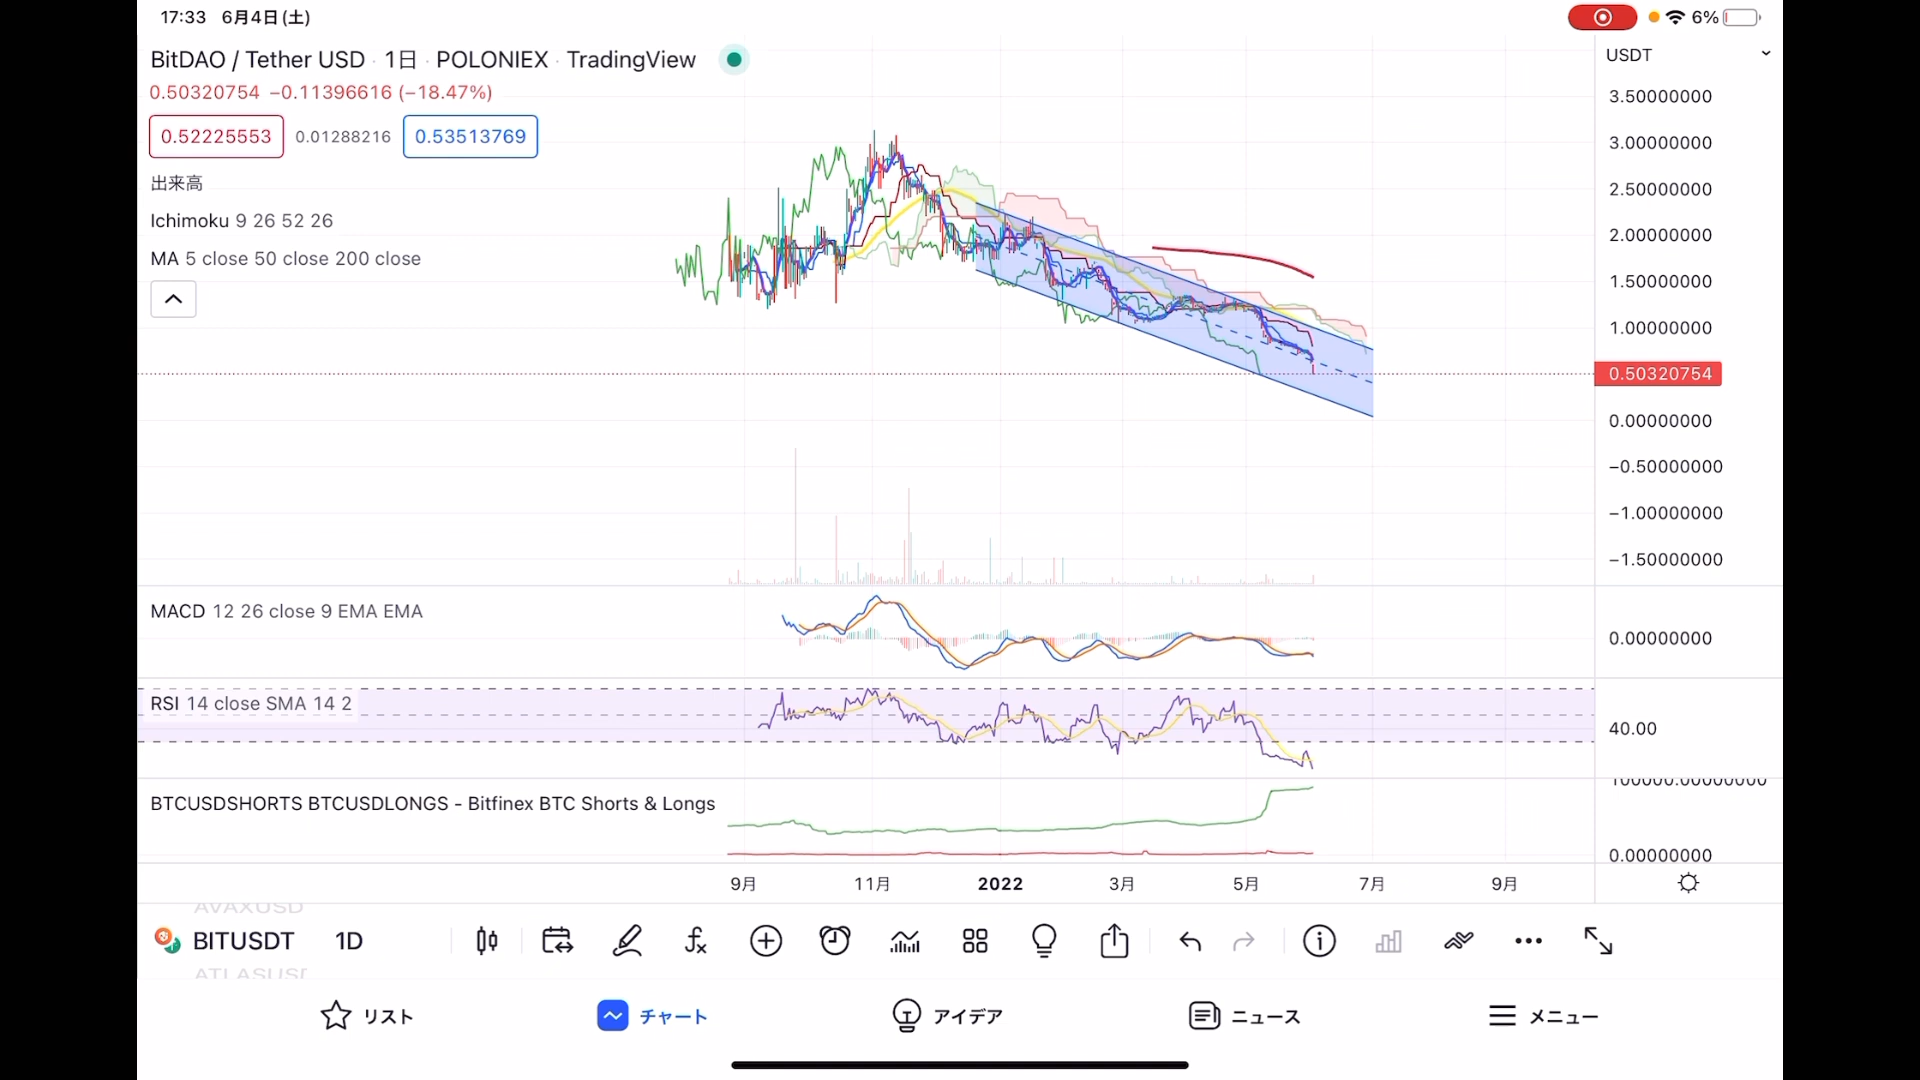 17:33 6月4日(土)
6%
BitDAO / Tether USD · 1日 · POLONIEX · TradingView
USDT
0.50320754 −0.11396616 (−18.47%)
0.52225553 0.01288216 0.53513769
出来高
Ichimoku 9 26 52 26
MA 5 close 50 close 200 close
3.50000000
3.00000000
2.50000000
2.00000000
1.50000000
1.00000000
0.50320754
0.00000000
−0.50000000
−1.00000000
−1.50000000
MACD 12 26 close 9 EMA EMA
0.00000000
RSI 14 close SMA 14 2
40.00
100000.00000000
BTCUSDSHORTS BTCUSDLONGS - Bitfinex BTC Shorts & Longs
0.00000000
9月 11月 2022 3月 5月 7月 9月
AVAXUSD
BITUSDT 1D
リスト チャート アイデア ニュース メニュー